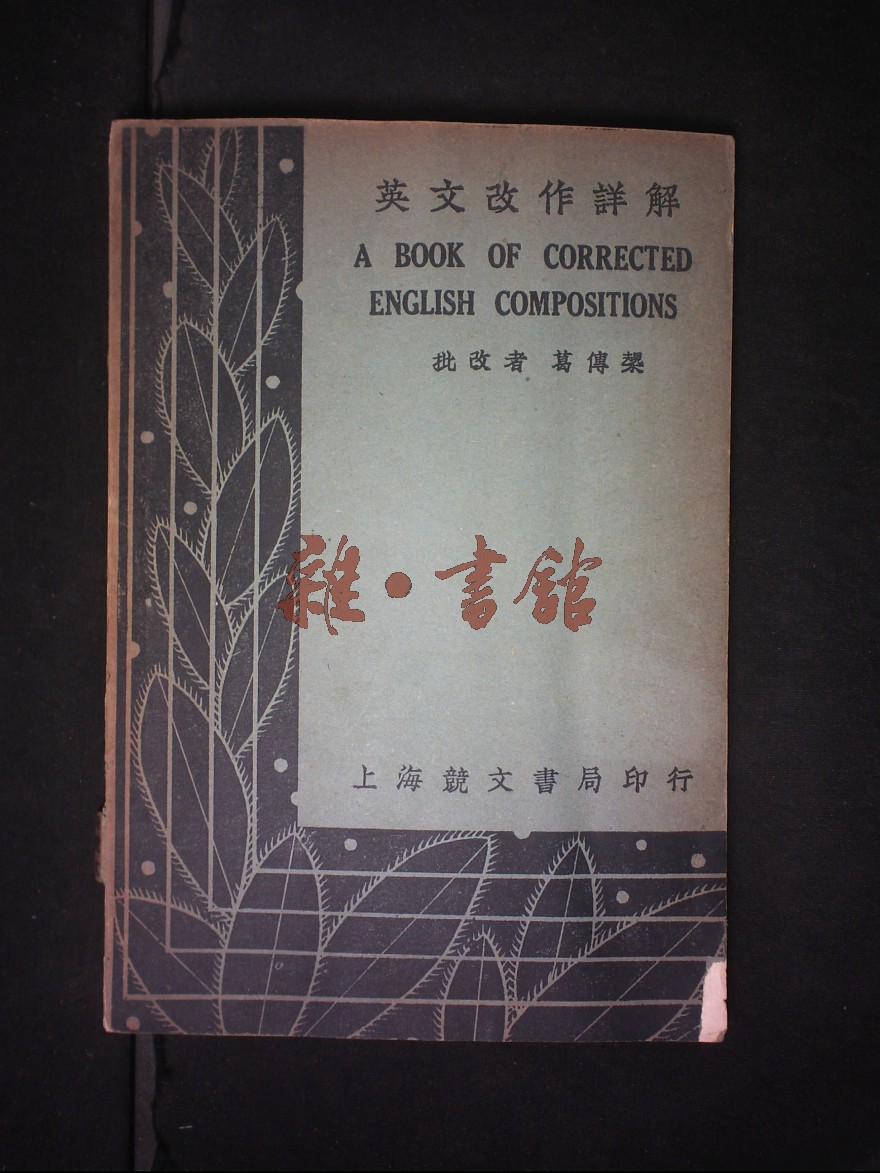 英文改作詳解
A BOOK OF CORRECTED
ENGLISH COMPOSITIONS
批改者 葛傳槼
雜·書館
上海競文書局印行